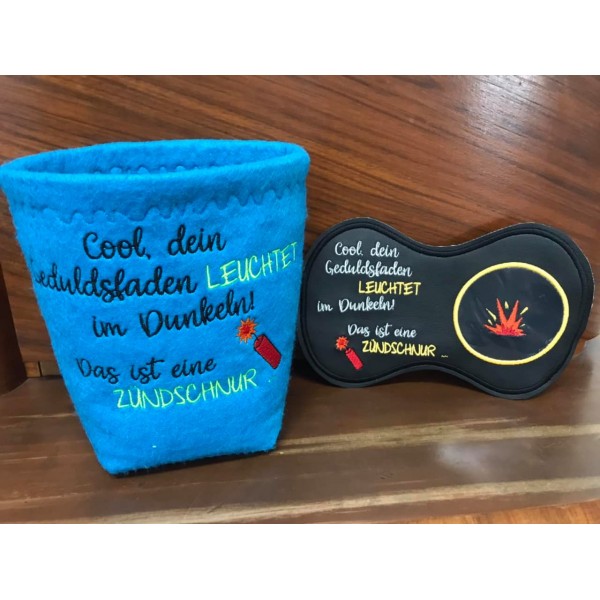 Cool, dein
Geduldsfaden LEUCHTET
im Dunkeln!
Das ist eine
ZÜNDSCHNUR ...
Cool, dein
Geduldsfaden
LEUCHTET
im Dunkeln!
Das ist eine
ZÜNDSCHNUR ...